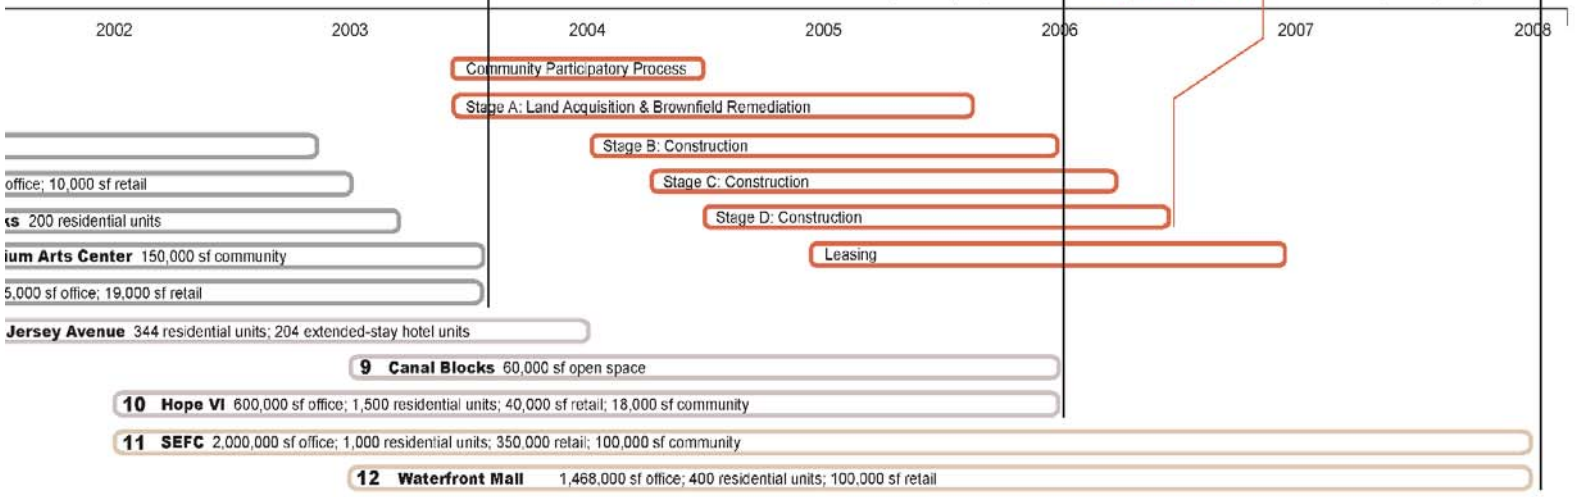 2002 2003 2004 2005 2006 2007 2008
Community Participatory Process
Stage A: Land Acquisition & Brownfield Remediation
Stage B: Construction
office; 10,000 sf retail
Stage C: Construction
ks 200 residential units
Stage D: Construction
ium Arts Center 150,000 sf community
Leasing
5,000 sf office; 19,000 sf retail
Jersey Avenue 344 residential units; 204 extended-stay hotel units
9 Canal Blocks 60,000 sf open space
10 Hope VI 600,000 sf office; 1,500 residential units; 40,000 sf retail; 18,000 sf community
11 SEFC 2,000,000 sf office; 1,000 residential units; 350,000 retail; 100,000 sf community
12 Waterfront Mall 1,468,000 sf office; 400 residential units; 100,000 sf retail